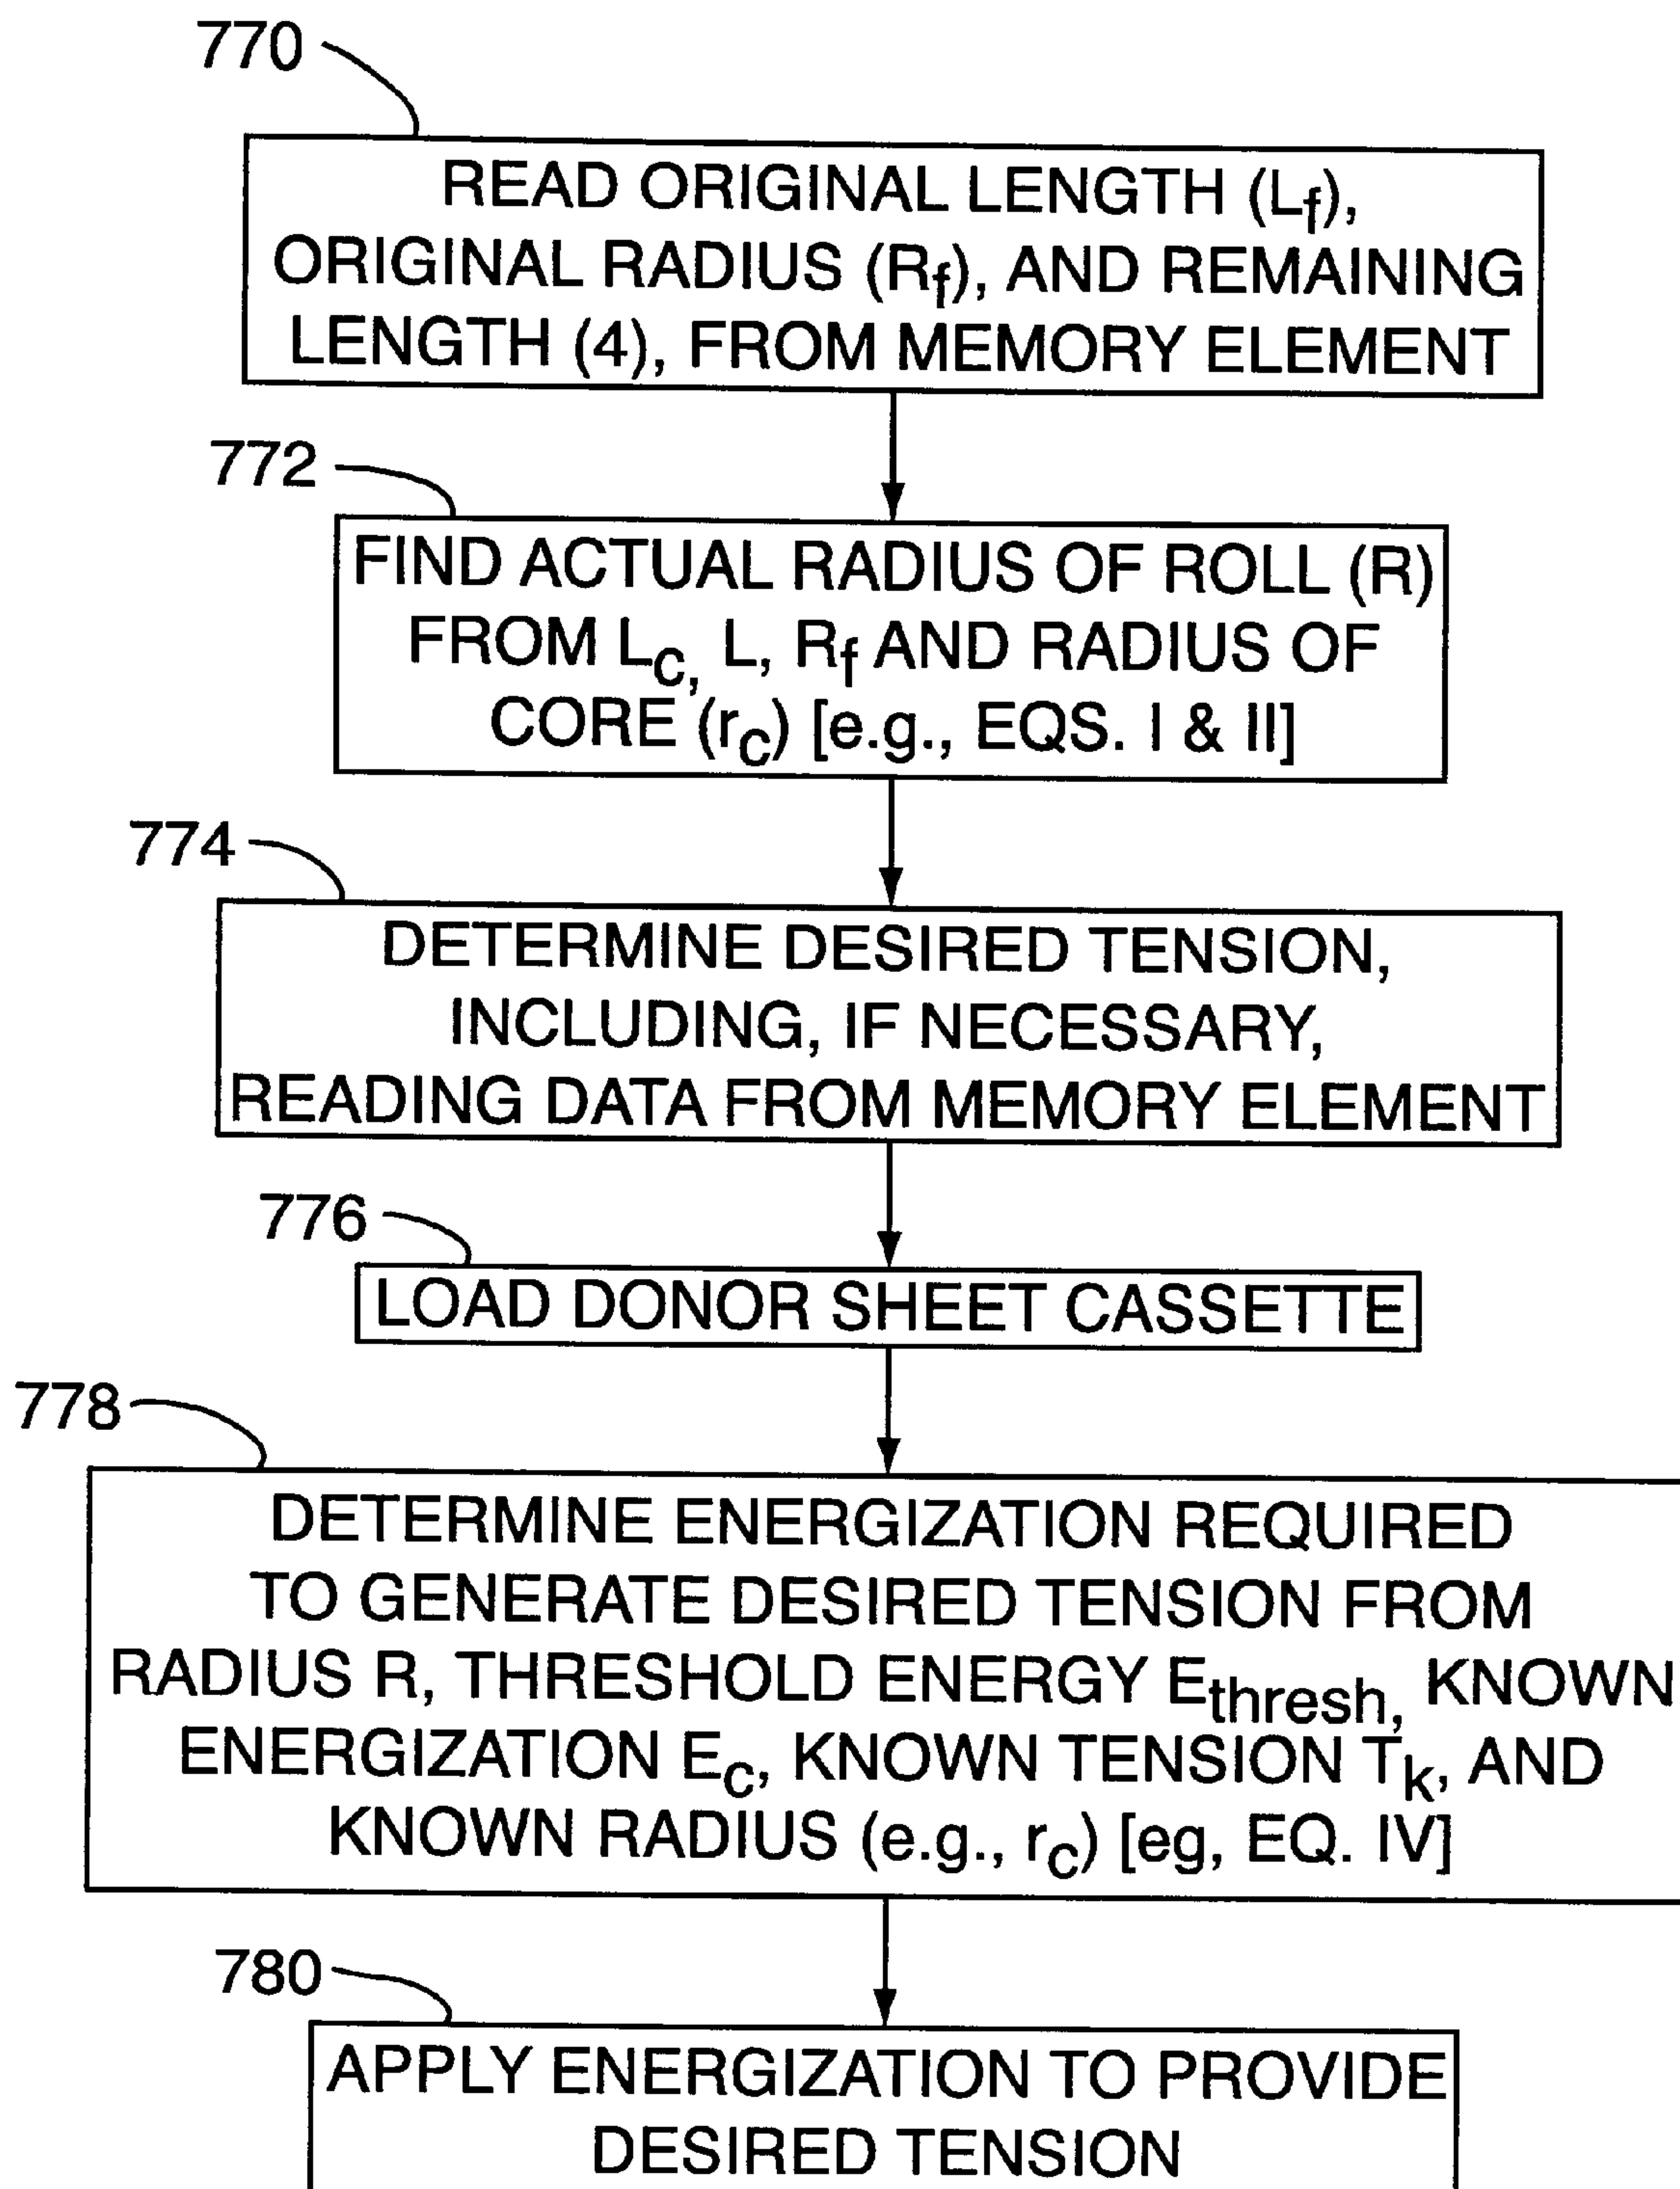 770
READ ORIGINAL LENGTH (Lf),
ORIGINAL RADIUS (Rf), AND REMAINING
LENGTH (4), FROM MEMORY ELEMENT
772
FIND ACTUAL RADIUS OF ROLL (R)
FROM Lc, L, Rf AND RADIUS OF
CORE (rc) [e.g., EQS. I & II]
774
DETERMINE DESIRED TENSION,
INCLUDING, IF NECESSARY,
READING DATA FROM MEMORY ELEMENT
776
LOAD DONOR SHEET CASSETTE
778
DETERMINE ENERGIZATION REQUIRED
TO GENERATE DESIRED TENSION FROM
RADIUS R, THRESHOLD ENERGY Ethresh, KNOWN
ENERGIZATION Ec, KNOWN TENSION Tk, AND
KNOWN RADIUS (e.g., rc) [eg, EQ. IV]
780
APPLY ENERGIZATION TO PROVIDE
DESIRED TENSION